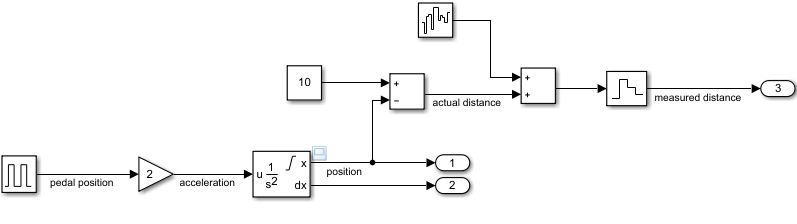 10
+
−
actual distance
+
+
measured distance
3
pedal position
2
acceleration
u 1 x
s2
dx
position
1
2